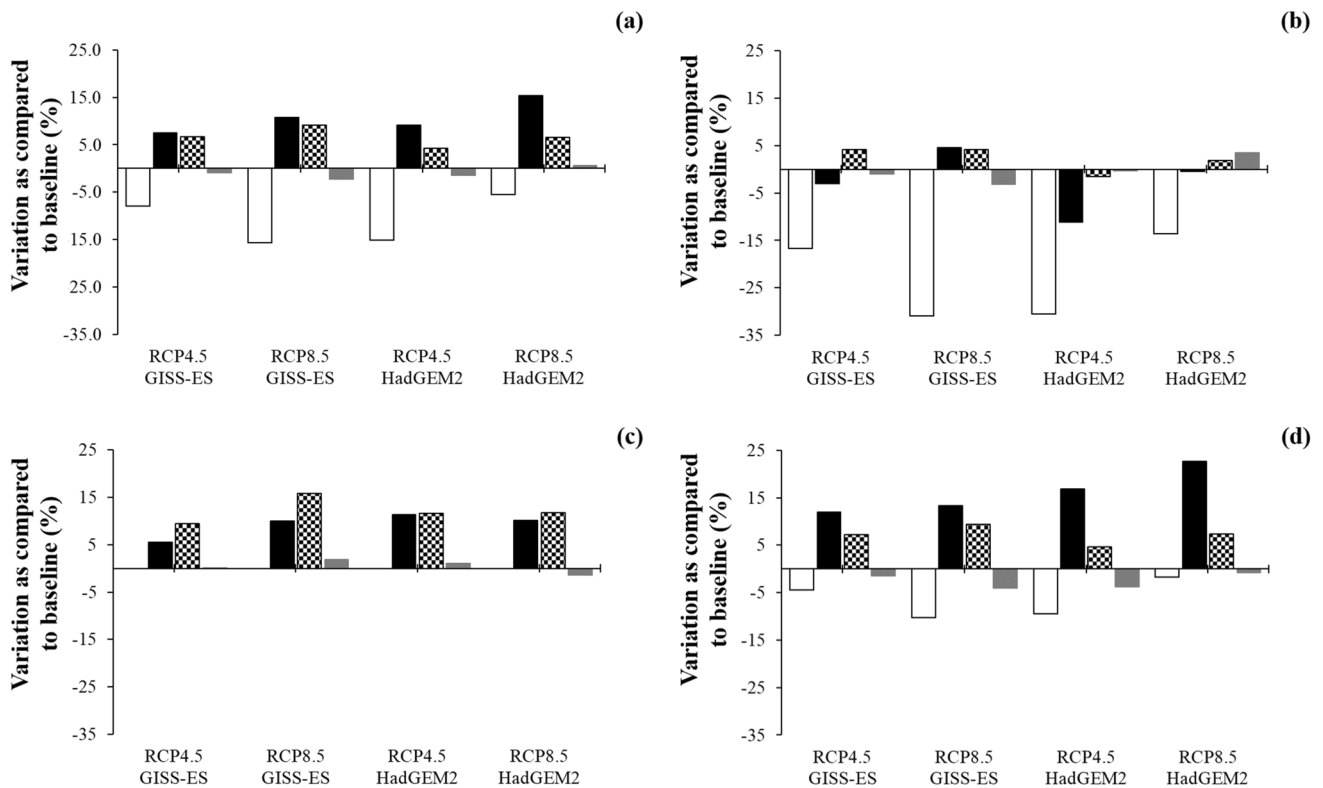 (a)
Variation as compared
to baseline (%)
25.0
15.0
5.0
-5.0
15.0
25.0
-35.0
RCP4.5 RCP8.5 RCP4.5 RCP8.5
GISS-ES GISS-ES HadGEM2 HadGEM2
(b)
Variation as compared
to baseline (%)
25
15
5
-5
-15
-25
-35
RCP4.5 RCP8.5 RCP4.5 RCP8.5
GISS-ES GISS-ES HadGEM2 HadGEM2
(c)
Variation as compared
to baseline (%)
25
15
5
-5
-15
-25
-35
RCP4.5 RCP8.5 RCP4.5 RCP8.5
GISS-ES GISS-ES HadGEM2 HadGEM2
(d)
Variation as compared
to baseline (%)
25
15
5
-5
-15
-25
-35
RCP4.5 RCP8.5 RCP4.5 RCP8.5
GISS-ES GISS-ES HadGEM2 HadGEM2